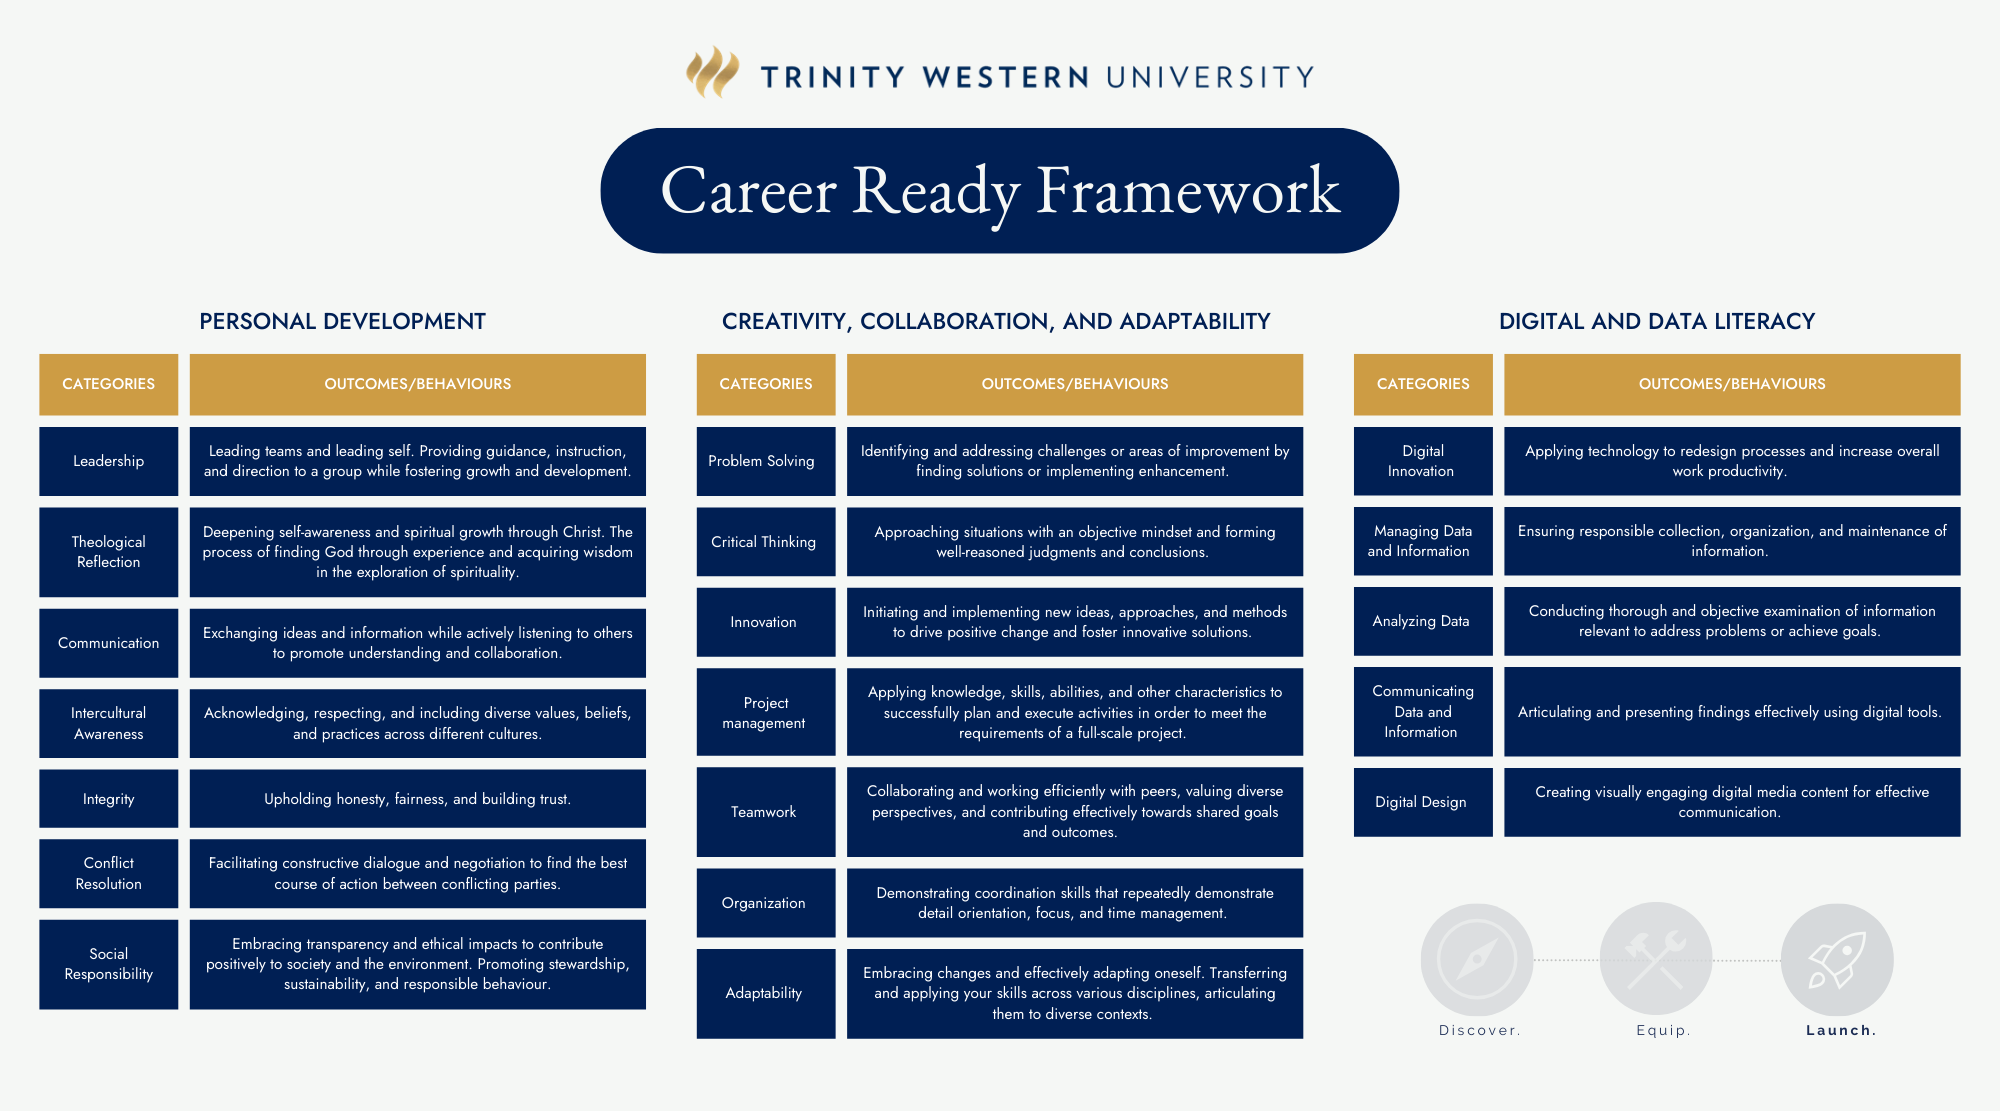 TRINITY WESTERN UNIVERSITY
Career Ready Framework
PERSONAL DEVELOPMENT
CATEGORIES
OUTCOMES/BEHAVIOURS
Leadership
Leading teams and leading self. Providing guidance, instruction,
and direction to a group while fostering growth and development.
Theological
Reflection
Deepening self-awareness and spiritual growth through Christ. The
process of finding God through experience and acquiring wisdom
in the exploration of spirituality.
Communication
Exchanging ideas and information while actively listening to others
to promote understanding and collaboration.
Intercultural
Awareness
Acknowledging, respecting, and including diverse values, beliefs,
and practices across different cultures.
Integrity
Upholding honesty, fairness, and building trust.
Conflict
Resolution
Facilitating constructive dialogue and negotiation to find the best
course of action between conflicting parties.
Social
Responsibility
Embracing transparency and ethical impacts to contribute
positively to society and the environment. Promoting stewardship,
sustainability, and responsible behaviour.
CREATIVITY, COLLABORATION, AND ADAPTABILITY
CATEGORIES
OUTCOMES/BEHAVIOURS
Problem Solving
Identifying and addressing challenges or areas of improvement by
finding solutions or implementing enhancement.
Critical Thinking
Approaching situations with an objective mindset and forming
well-reasoned judgments and conclusions.
Innovation
Initiating and implementing new ideas, approaches, and methods
to drive positive change and foster innovative solutions.
Project
management
Applying knowledge, skills, abilities, and other characteristics to
successfully plan and execute activities in order to meet the
requirements of a full-scale project.
Teamwork
Collaborating and working efficiently with peers, valuing diverse
perspectives, and contributing effectively towards shared goals
and outcomes.
Organization
Demonstrating coordination skills that repeatedly demonstrate
detail orientation, focus, and time management.
Adaptability
Embracing changes and effectively adapting oneself. Transferring
and applying your skills across various disciplines, articulating
them to diverse contexts.
DIGITAL AND DATA LITERACY
CATEGORIES
OUTCOMES/BEHAVIOURS
Digital
Innovation
Applying technology to redesign processes and increase overall
work productivity.
Managing Data
and Information
Ensuring responsible collection, organization, and maintenance of
information.
Analyzing Data
Conducting thorough and objective examination of information
relevant to address problems or achieve goals.
Communicating
Data and
Information
Articulating and presenting findings effectively using digital tools.
Digital Design
Creating visually engaging digital media content for effective
communication.
Discover.
Equip.
Launch.